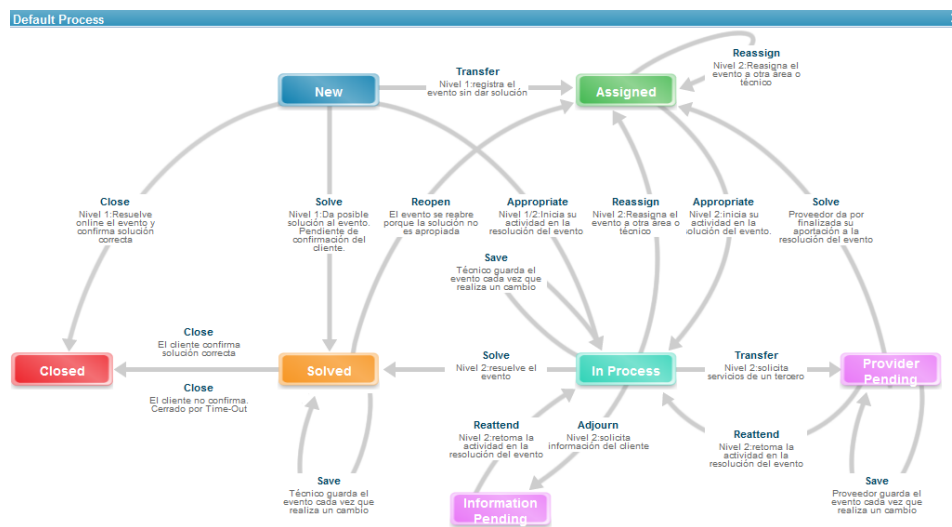 Default Process
Reassign
Nivel 2:Reasigna el
evento a otra área o
técnico
Transfer
Nivel 1:registra el
evento sin dar solución
New
Assigned
Close
Nivel 1:Resuelve
online el evento y
confirma solución
correcta
Solve
Nivel 1:Da posible
solución al evento.
Pendiente de
confirmación del
cliente.
Reopen
El evento se reabre
porque la solución no
es apropiada
Appropriate
Nivel 1/2:Inicia su
actividad en la
resolución del evento
Reassign
Nivel 2:Reasigna el
evento a otra área o
técnico
Appropriate
Nivel 2:inicia su
actividad en la
solución del evento.
Solve
Proveedor da por
finalizada su
aportación a la
resolución del evento
Save
Técnico guarda el
evento cada vez que
realiza un cambio
Close
El cliente confirma
solución correcta
Closed
Solved
Solve
Nivel 2:resuelve el
evento
In Process
Transfer
Nivel 2:solicita
servicios de un tercero
Provider
Pending
Close
El cliente no confirma.
Cerrado por Time-Out
Reattend
Nivel 2:retoma la
actividad en la
resolución del evento
Adjourn
Nivel 2:solicita
información del cliente
Reattend
Nivel 2:retoma la
actividad en la
resolución del evento
Save
Técnico guarda el
evento cada vez que
realiza un cambio
Save
Proveedor guarda el
evento cada vez que
realiza un cambio
Information
Pending